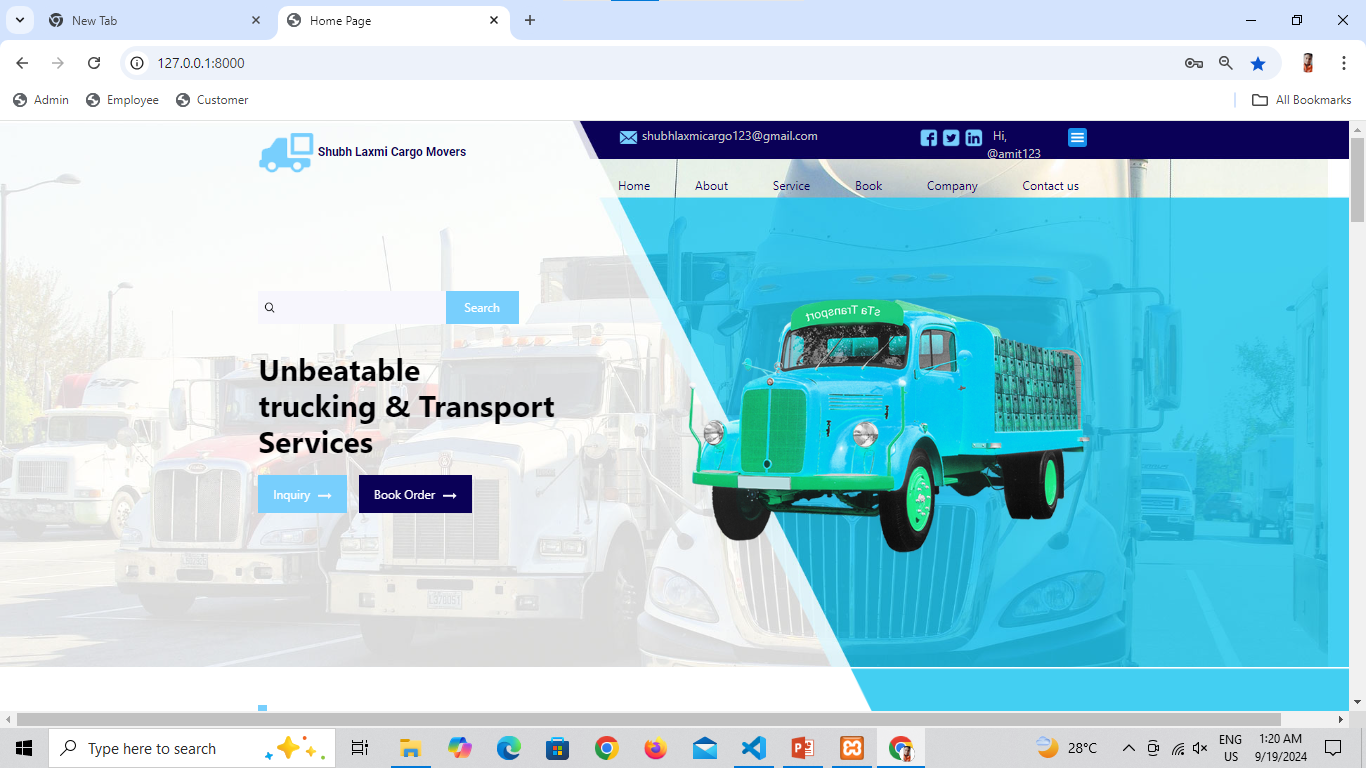 New Tab
Home Page
127.0.0.1:8000
Admin
Employee
Customer
All Bookmarks
Shubh Laxmi Cargo Movers
shubhlaxmicargo123@gmail.com
Hi,
@amit123
Home
About
Service
Book
Company
Contact us
Search
sTa Transport
Unbeatable
trucking & Transport
Services
Inquiry
Book Order
Type here to search
28°C
ENG
US
1:20 AM
9/19/2024